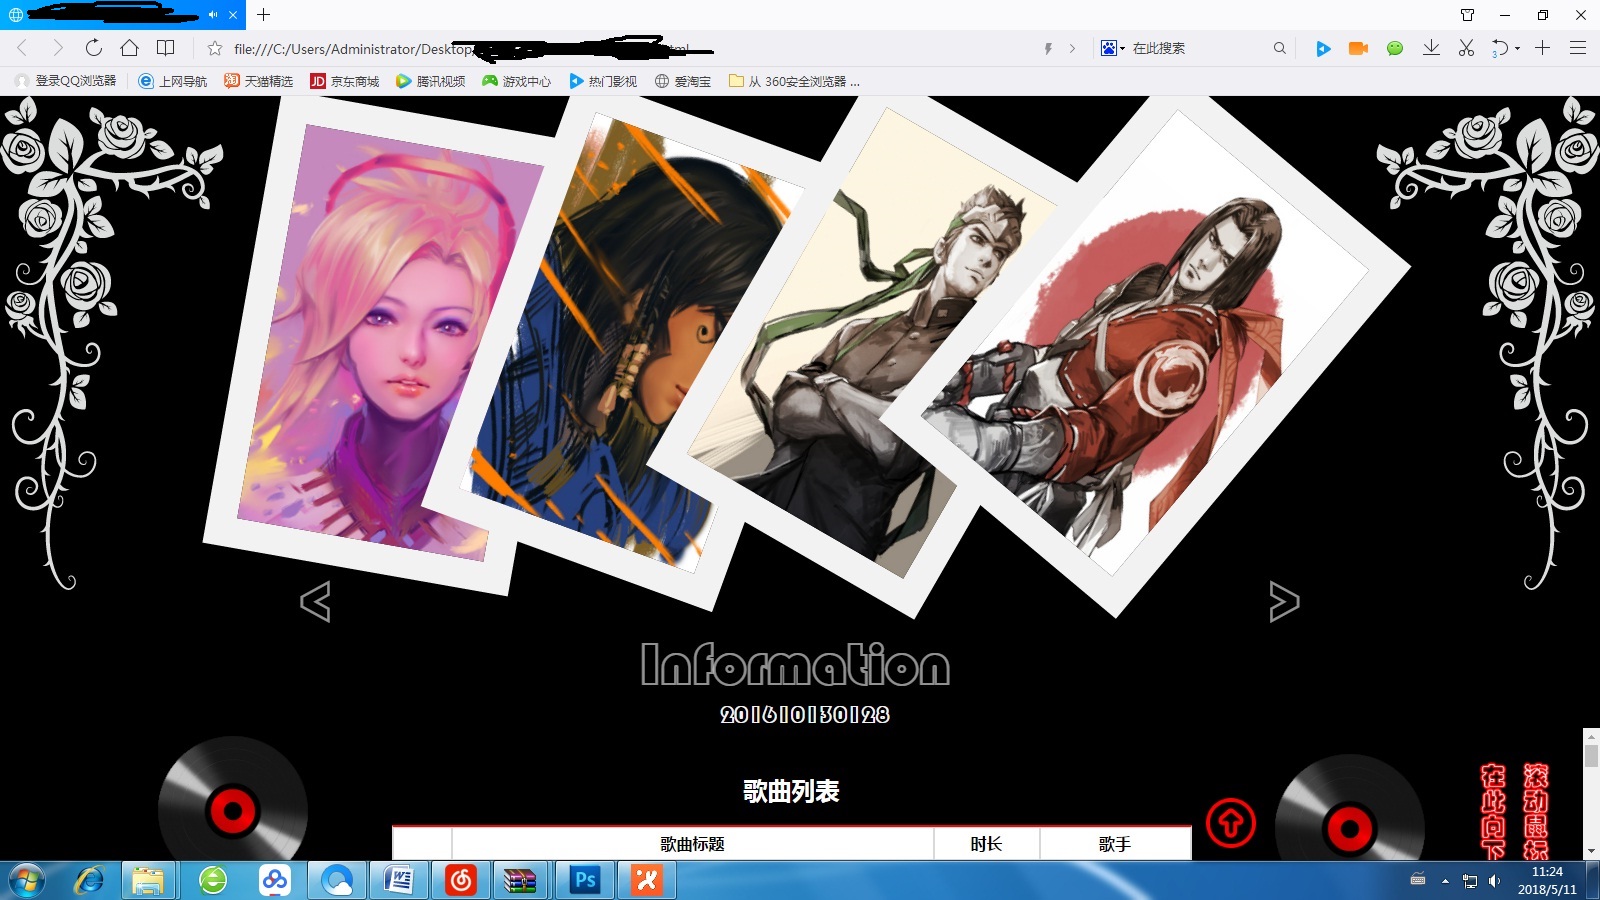 file:///C:/Users/Administrator/Desktop
在此搜索
3
登录QQ浏览器 上网导航 天猫精选 京东商城 腾讯视频 游戏中心 热门影视 爱淘宝 从 360安全浏览器 ...
< >
Information
201610130128
歌曲列表
歌曲标题 时长 歌手
滚动鼠标
在此向下
11:24
2018/5/11